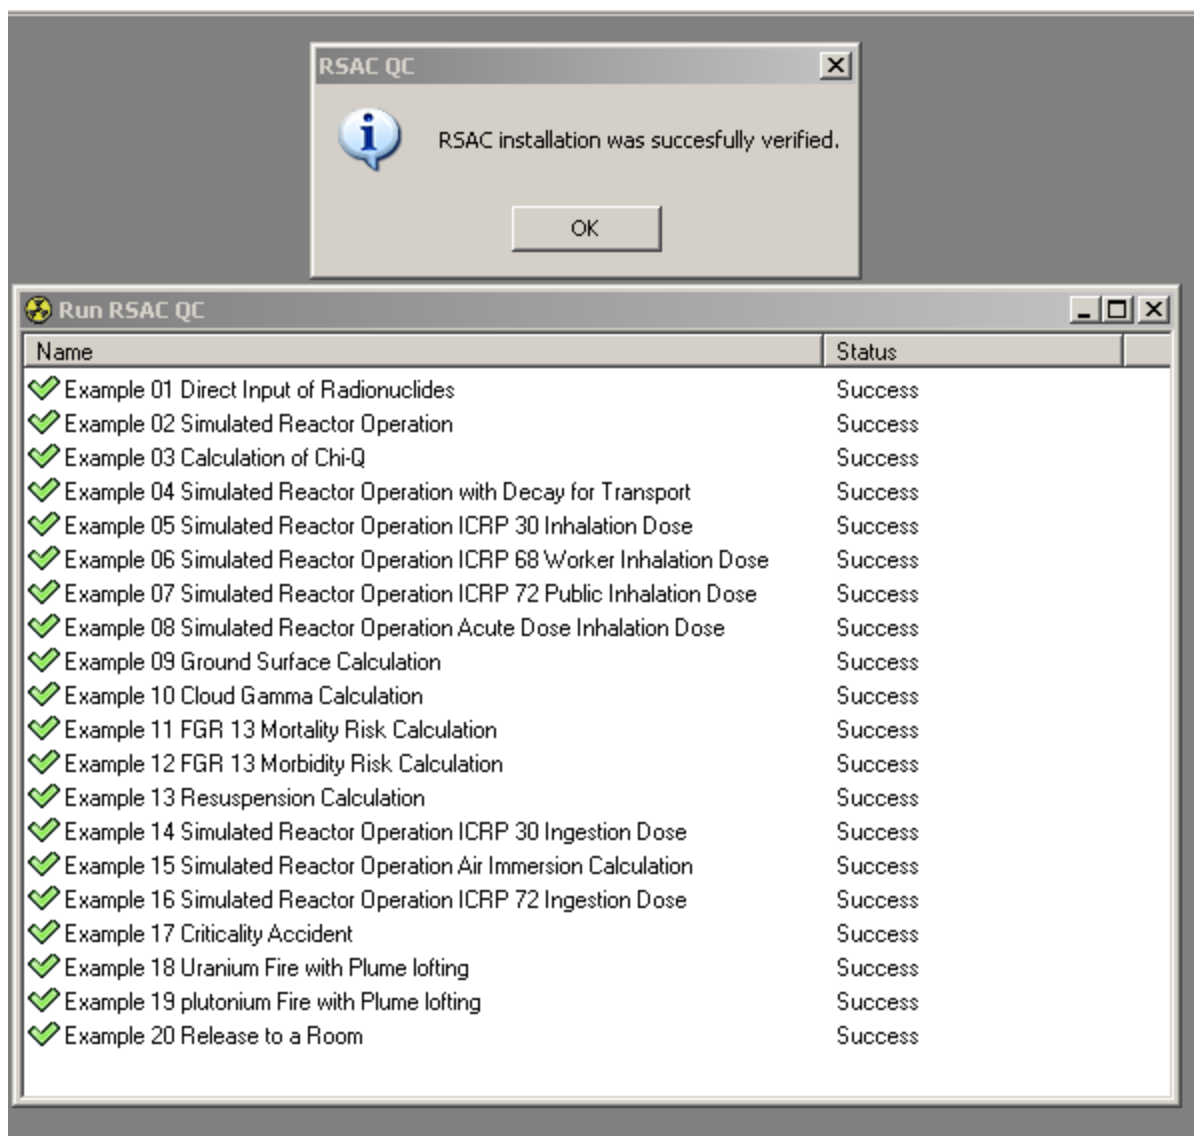 RSAC QC
RSAC installation was succesfully verified.
OK
Run RSAC QC
Name Status
Example 01 Direct Input of Radionuclides Success
Example 02 Simulated Reactor Operation Success
Example 03 Calculation of Chi-Q Success
Example 04 Simulated Reactor Operation with Decay for Transport Success
Example 05 Simulated Reactor Operation ICRP 30 Inhalation Dose Success
Example 06 Simulated Reactor Operation ICRP 68 Worker Inhalation Dose Success
Example 07 Simulated Reactor Operation ICRP 72 Public Inhalation Dose Success
Example 08 Simulated Reactor Operation Acute Dose Inhalation Dose Success
Example 09 Ground Surface Calculation Success
Example 10 Cloud Gamma Calculation Success
Example 11 FGR 13 Mortality Risk Calculation Success
Example 12 FGR 13 Morbidity Risk Calculation Success
Example 13 Resuspension Calculation Success
Example 14 Simulated Reactor Operation ICRP 30 Ingestion Dose Success
Example 15 Simulated Reactor Operation Air Immersion Calculation Success
Example 16 Simulated Reactor Operation ICRP 72 Ingestion Dose Success
Example 17 Criticality Accident Success
Example 18 Uranium Fire with Plume lofting Success
Example 19 plutonium Fire with Plume lofting Success
Example 20 Release to a Room Success